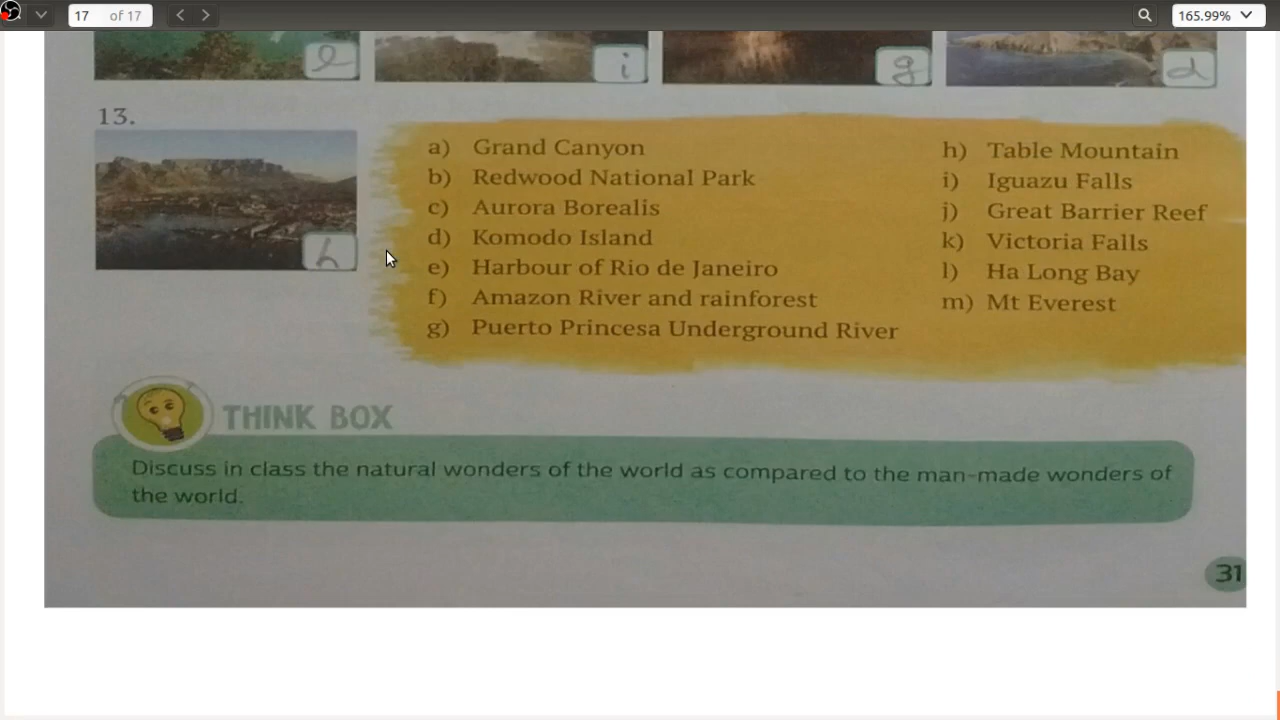 17 of 17
165.99%
e
i
g
d
13.
h
a) Grand Canyon
b) Redwood National Park
c) Aurora Borealis
d) Komodo Island
e) Harbour of Rio de Janeiro
f) Amazon River and rainforest
g) Puerto Princesa Underground River
h) Table Mountain
i) Iguazu Falls
j) Great Barrier Reef
k) Victoria Falls
l) Ha Long Bay
m) Mt Everest
THINK BOX
Discuss in class the natural wonders of the world as compared to the man-made wonders of
the world.
31